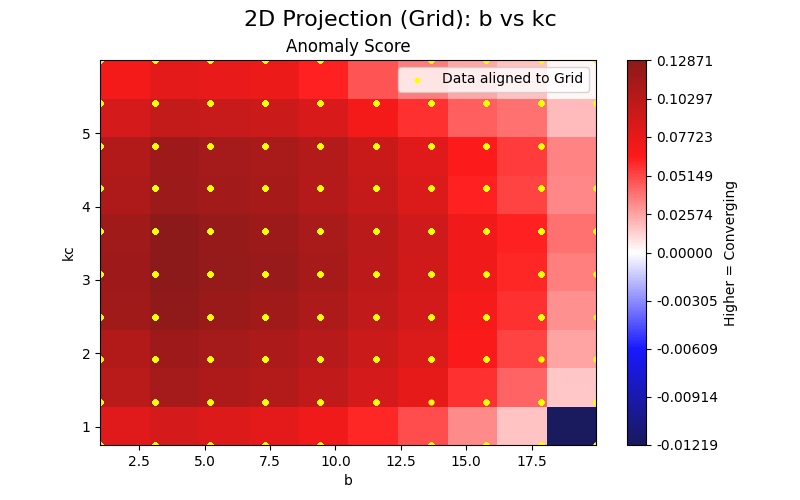 2D Projection (Grid): b vs kc
Anomaly Score
Data aligned to Grid
kc
5
4
3
2
1
2.5 5.0 7.5 10.0 12.5 15.0 17.5
b
0.12871
0.10297
0.07723
0.05149
0.02574
0.00000
-0.00305
-0.00609
-0.00914
-0.01219
Higher = Converging